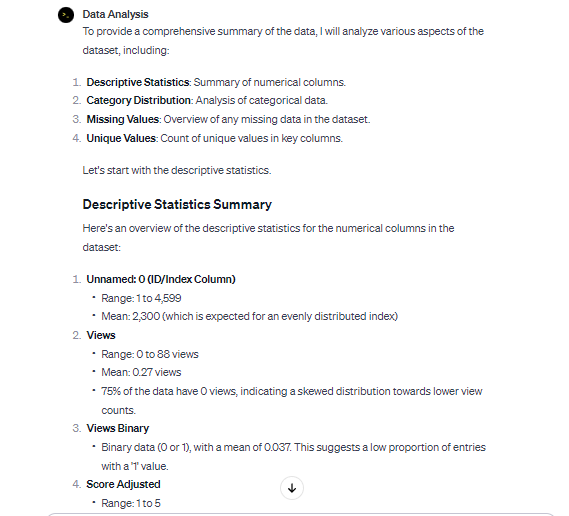 Data Analysis
To provide a comprehensive summary of the data, I will analyze various aspects of the
dataset, including:
1. Descriptive Statistics: Summary of numerical columns.
2. Category Distribution: Analysis of categorical data.
3. Missing Values: Overview of any missing data in the dataset.
4. Unique Values: Count of unique values in key columns.
Let's start with the descriptive statistics.
Descriptive Statistics Summary
Here's an overview of the descriptive statistics for the numerical columns in the
dataset:
1. Unnamed: 0 (ID/Index Column)
• Range: 1 to 4,599
• Mean: 2,300 (which is expected for an evenly distributed index)
2. Views
• Range: 0 to 88 views
• Mean: 0.27 views
• 75% of the data have 0 views, indicating a skewed distribution towards lower view
counts.
3. Views Binary
• Binary data (0 or 1), with a mean of 0.037. This suggests a low proportion of entries
with a '1' value.
4. Score Adjusted
• Range: 1 to 5